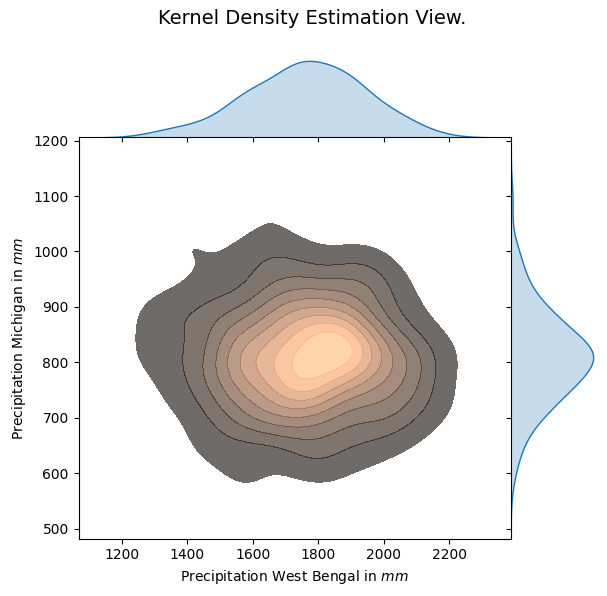 Kernel Density Estimation View.
1200
1100
1000
900
800
700
600
500
Precipitation Michigan in mm
1200 1400 1600 1800 2000 2200
Precipitation West Bengal in mm